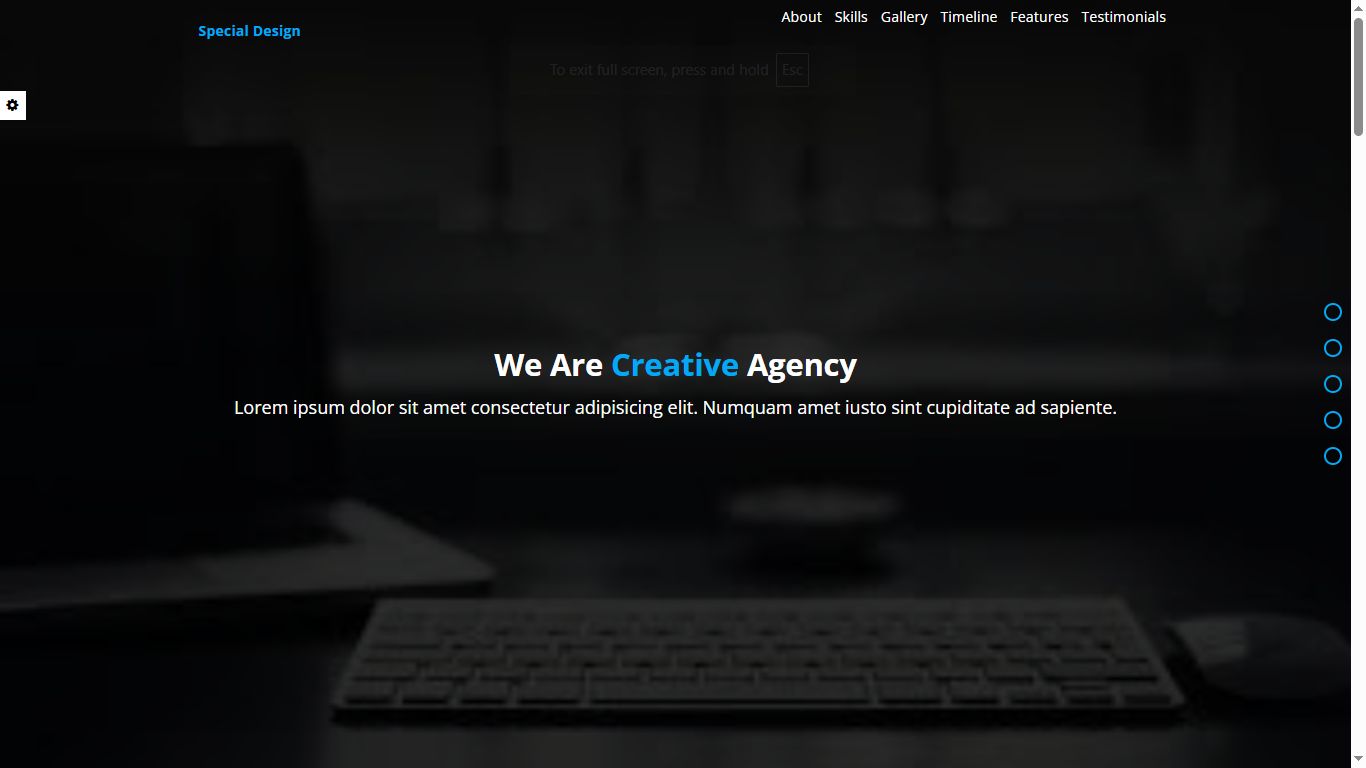 About Skills Gallery Timeline Features Testimonials
Special Design
To exit full screen, press and hold Esc
We Are Creative Agency
Lorem ipsum dolor sit amet consectetur adipisicing elit. Numquam amet iusto sint cupiditate ad sapiente.